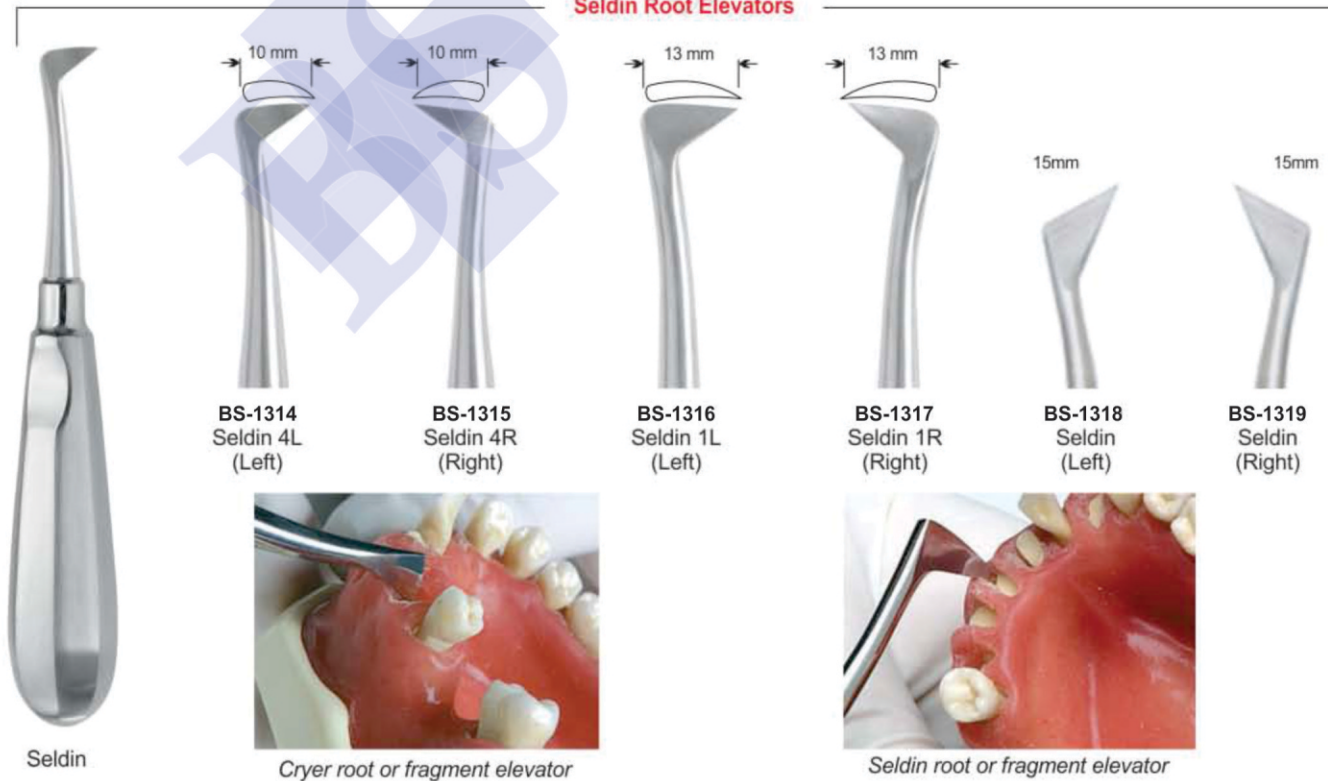 Seldin Root Elevators
10 mm
10 mm
13 mm
13 mm
15mm
15mm
BS-1314
Seldin 4L
(Left)
BS-1315
Seldin 4R
(Right)
BS-1316
Seldin 1L
(Left)
BS-1317
Seldin 1R
(Right)
BS-1318
Seldin
(Left)
BS-1319
Seldin
(Right)
Seldin
Cryer root or fragment elevator
Seldin root or fragment elevator
BS